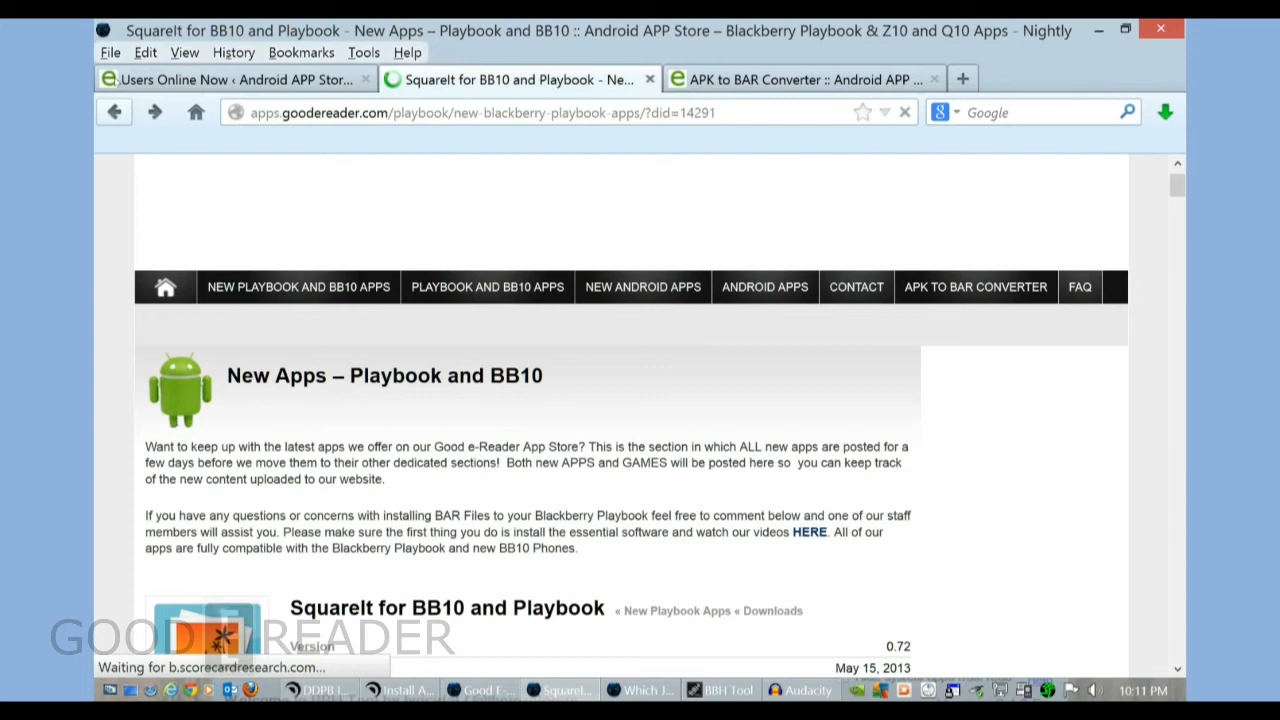 SquareIt for BB10 and Playbook - New Apps – Playbook and BB10 :: Android APP Store – Blackberry Playbook & Z10 and Q10 Apps - Nightly
File Edit View History Bookmarks Tools Help
Users Online Now ‹ Android APP Stor... SquareIt for BB10 and Playbook - Ne... APK to BAR Converter :: Android APP ...
apps.goodereader.com/playbook/new-blackberry-playbook-apps/?did=14291 Google
NEW PLAYBOOK AND BB10 APPS PLAYBOOK AND BB10 APPS NEW ANDROID APPS ANDROID APPS CONTACT APK TO BAR CONVERTER FAQ
New Apps – Playbook and BB10
Want to keep up with the latest apps we offer on our Good e-Reader App Store? This is the section in which ALL new apps are posted for a
few days before we move them to their other dedicated sections! Both new APPS and GAMES will be posted here so you can keep track
of the new content uploaded to our website.
If you have any questions or concerns with installing BAR Files to your Blackberry Playbook feel free to comment below and one of our staff
members will assist you. Please make sure the first thing you do is install the essential software and watch our videos HERE. All of our
apps are fully compatible with the Blackberry Playbook and new BB10 Phones.
SquareIt for BB10 and Playbook « New Playbook Apps « Downloads
Version 0.72
GOOD READER
Waiting for b.scorecardresearch.com... May 15, 2013
DDPB I... Install A... Good E-... SquareI... Which I... BBH Tool Audacity 10:11 PM